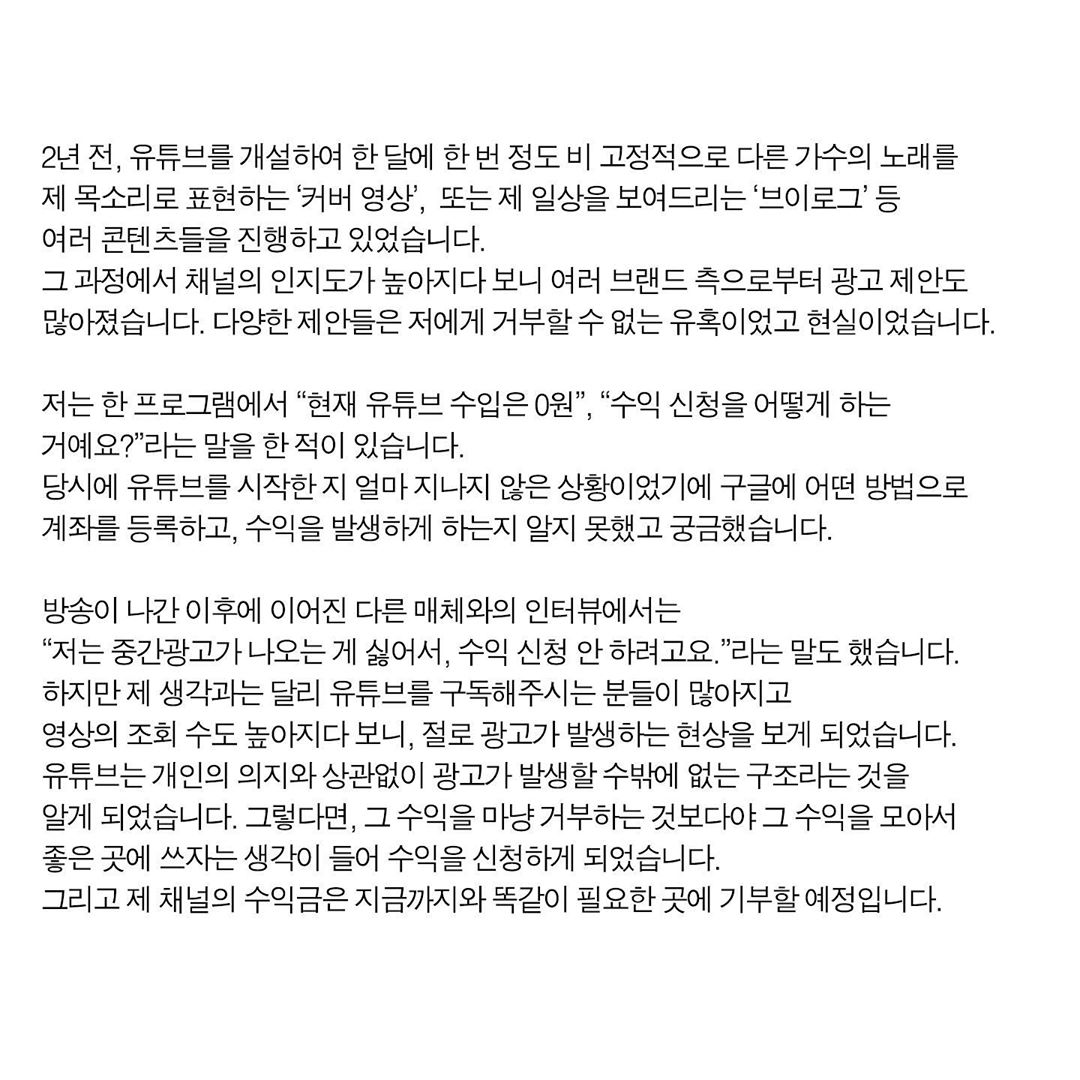 2년 전, 유튜브를 개설하여 한 달에 한 번 정도 비 고정적으로 다른 가수의 노래를
제 목소리로 표현하는 ‘커버 영상’, 또는 제 일상을 보여드리는 ‘브이로그’ 등
여러 콘텐츠들을 진행하고 있었습니다.
그 과정에서 채널의 인지도가 높아지다 보니 여러 브랜드 측으로부터 광고 제안도
많아졌습니다. 다양한 제안들은 저에게 거부할 수 없는 유혹이었고 현실이었습니다.
저는 한 프로그램에서 “현재 유튜브 수입은 0원”, “수익 신청을 어떻게 하는
거예요?”라는 말을 한 적이 있습니다.
당시에 유튜브를 시작한 지 얼마 지나지 않은 상황이었기에 구글에 어떤 방법으로
계좌를 등록하고, 수익을 발생하게 하는지 알지 못했고 궁금했습니다.
방송이 나간 이후에 이어진 다른 매체와의 인터뷰에서는
“저는 중간광고가 나오는 게 싫어서, 수익 신청 안 하려고요.”라는 말도 했습니다.
하지만 제 생각과는 달리 유튜브를 구독해주시는 분들이 많아지고
영상의 조회 수도 높아지다 보니, 절로 광고가 발생하는 현상을 보게 되었습니다.
유튜브는 개인의 의지와 상관없이 광고가 발생할 수밖에 없는 구조라는 것을
알게 되었습니다. 그렇다면, 그 수익을 마냥 거부하는 것보다야 그 수익을 모아서
좋은 곳에 쓰자는 생각이 들어 수익을 신청하게 되었습니다.
그리고 제 채널의 수익금은 지금까지와 똑같이 필요한 곳에 기부할 예정입니다.